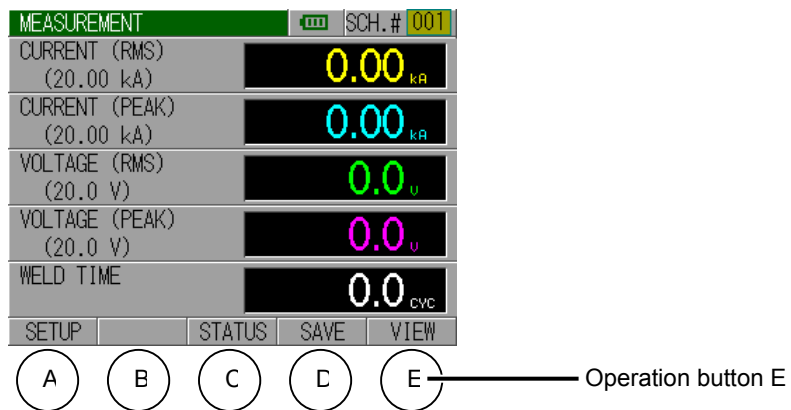 MEASUREMENT SCH.# 001
CURRENT (RMS)
(20.00 kA) 0.00 kA
CURRENT (PEAK)
(20.00 kA) 0.00 kA
VOLTAGE (RMS)
(20.0 V) 0.0 V
VOLTAGE (PEAK)
(20.0 V) 0.0 V
WELD TIME 0.0 CYC
SETUP STATUS SAVE VIEW
A B C D E Operation button E